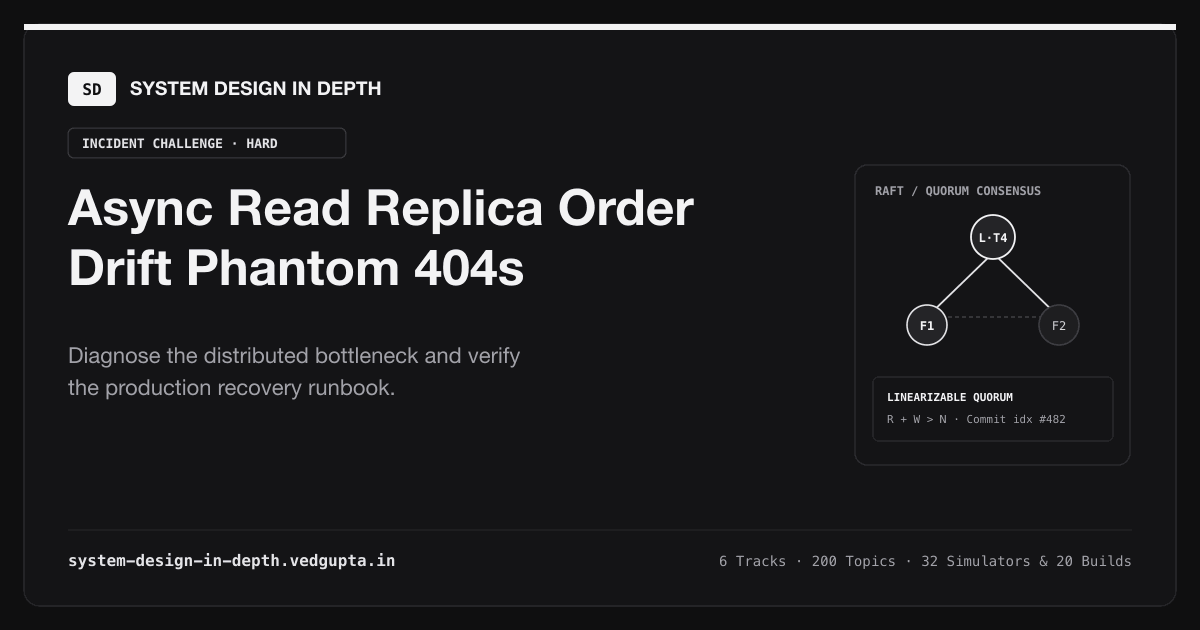 SD SYSTEM DESIGN IN DEPTH
INCIDENT CHALLENGE · HARD
Async Read Replica Order
Drift Phantom 404s
Diagnose the distributed bottleneck and verify
the production recovery runbook.
RAFT / QUORUM CONSENSUS
L·T4
F1
F2
LINEARIZABLE QUORUM
R + W > N · Commit idx #482
system-design-in-depth.vedgupta.in
6 Tracks · 200 Topics · 32 Simulators & 20 Builds